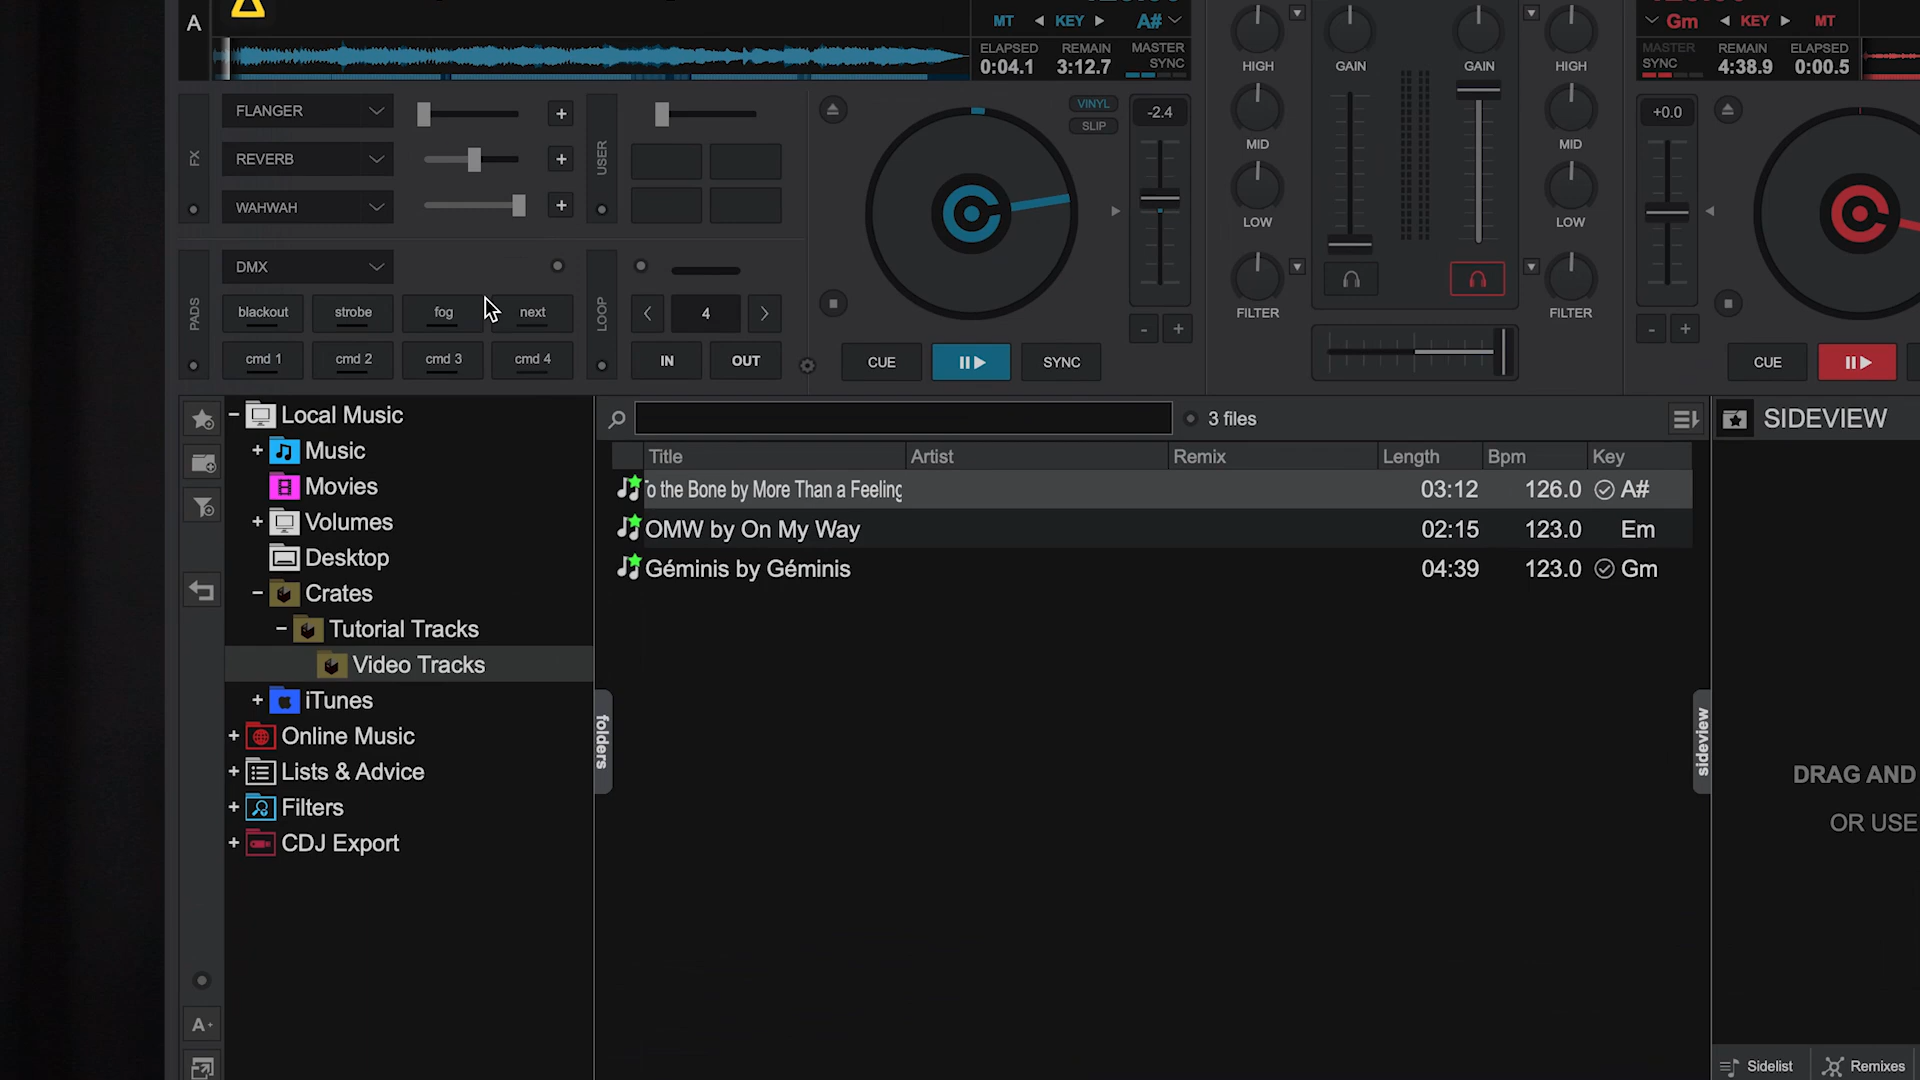 A
MT KEY A#
ELAPSED REMAIN MASTER
SYNC
0:04.1 3:12.7
HIGH GAIN GAIN HIGH
Gm KEY MT
MASTER REMAIN ELAPSED
SYNC 4:38.9 0:00.5
FX
FLANGER +
REVERB +
WAHWAH +
USER
VINYL
SLIP
-2.4
MID MID
LOW LOW
FILTER FILTER
+0.0
PADS
DMX
blackout strobe fog next
cmd 1 cmd 2 cmd 3 cmd 4
LOOP
4
IN OUT
CUE SYNC
- +
- +
CUE
Local Music
Music
Movies
Volumes
Desktop
Crates
Tutorial Tracks
Video Tracks
iTunes
Online Music
Lists & Advice
Filters
CDJ Export
folders
3 files
Title Artist Remix Length Bpm Key
To the Bone by More Than a Feeling 03:12 126.0 A#
OMW by On My Way 02:15 123.0 Em
Géminis by Géminis 04:39 123.0 Gm
SIDEVIEW
sideview
DRAG AND
OR USE
A+
Sidelist Remixes